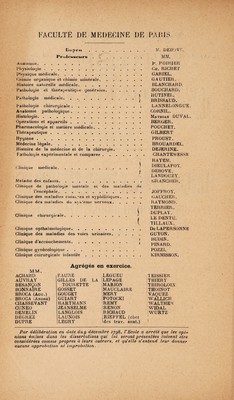 FACULTÉ DE MÉDECINE DE PARIS
Doyen . . . M. DEBOVE.
Professeurs MM.
Anatomie. P. POIRIER
Physiologie CH. RICHET
Physique médicale. GARIEL.
Chimie organique et chimie minérale. GAUTIER.
Histoire naturelle médicale. BLANCHARD
Pathologie et thérapeutique générales. BOUCHARD.
Pathologie médicale. HUTINEL.
BRISSAUD.
Pathologie chirurgicale. LANNELONGUE.
Anatomie pathologique CORNIL.
Histologie. MATHIAS DUVAL.
Opérations et appareils BERGER.
Pharmacologie et matière médicale. POUCHET.
Thérapeutique GILBERT
Hygiène PROUST.
Médecine légale. BROUARDEL.
Histoire de la médecine et de la chirurgie. DEJERINE.
Pathologie expérimentale et comparée. CHANTEMESSE
Clinique médicale HAYEM.
DIEULAFOY.
DEBOVE.
LANDOUZY.
Maladie des enfants. GRANCHER.
Clinique de pathologie mentale et des maladies de
l'encéphale. JOFFROY.
Clinique des maladies cutanées et syphilitiques. GAUCHER.
Clinique des maladies du système nerveux. RAYMOND.
Clinique chirurgicale. TERRIER.
DUPLAY.
LE DENTU.
TILLAUX.
Clinique ophtalmologique. De LAPERSONNE
Clinique des maladies des voies urinaires. GUYON.
Clinique d'accouchements. BUDIN.
PINARD.
Clinique gynécologique POZZI.
Clinique chirurgicale infantile KIRMISSON.
Agrégés en exercice.
MM.
ACHARD FAURE LEGUEU TEISSIER
AUVRAY GILLES DE LA LEPAGE THIERY
BESANÇON TOURETTE MARION THIROLOIX
BONNAIRE GOSSET MAUCLAIRE THOINOT
BROCA (Aug.) GOUGET MERY VAQUEZ
BROCA (André) GUIART POTOCKI WALLICH
CHASSEVANT HARTMANN REMY WALTHER
CUNEO JEANSELME RENON WIDAL
DEMELIN LANGLOIS RICHAUD WURTZ
DESGREZ LAUNOIS RIEFFEL (chef
DUPRE LEGRY des trav. anat.)
Par délibération en date du 9 décembre 1798, l'Ecole a arrêté que les opi-
nions émises dans les dissertations qui lui seront présentées doivent être
considérées comme propres à leurs auteurs, et qu'elle n'entend leur donner
aucune approbation ni improbation.